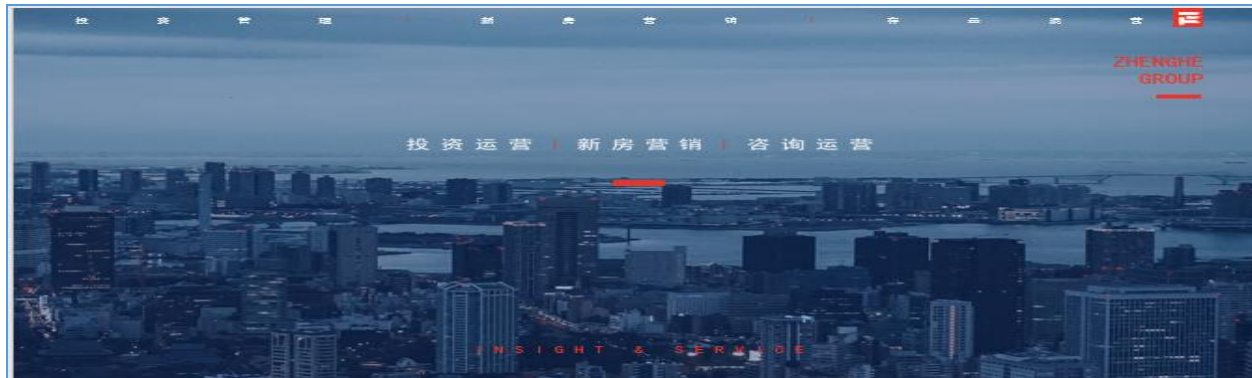 投资管理 | 新房营销 | 存量运营
ZHENGHE
GROUP
投资运营 | 新房营销 | 咨询运营
INSIGHT & SERVICE